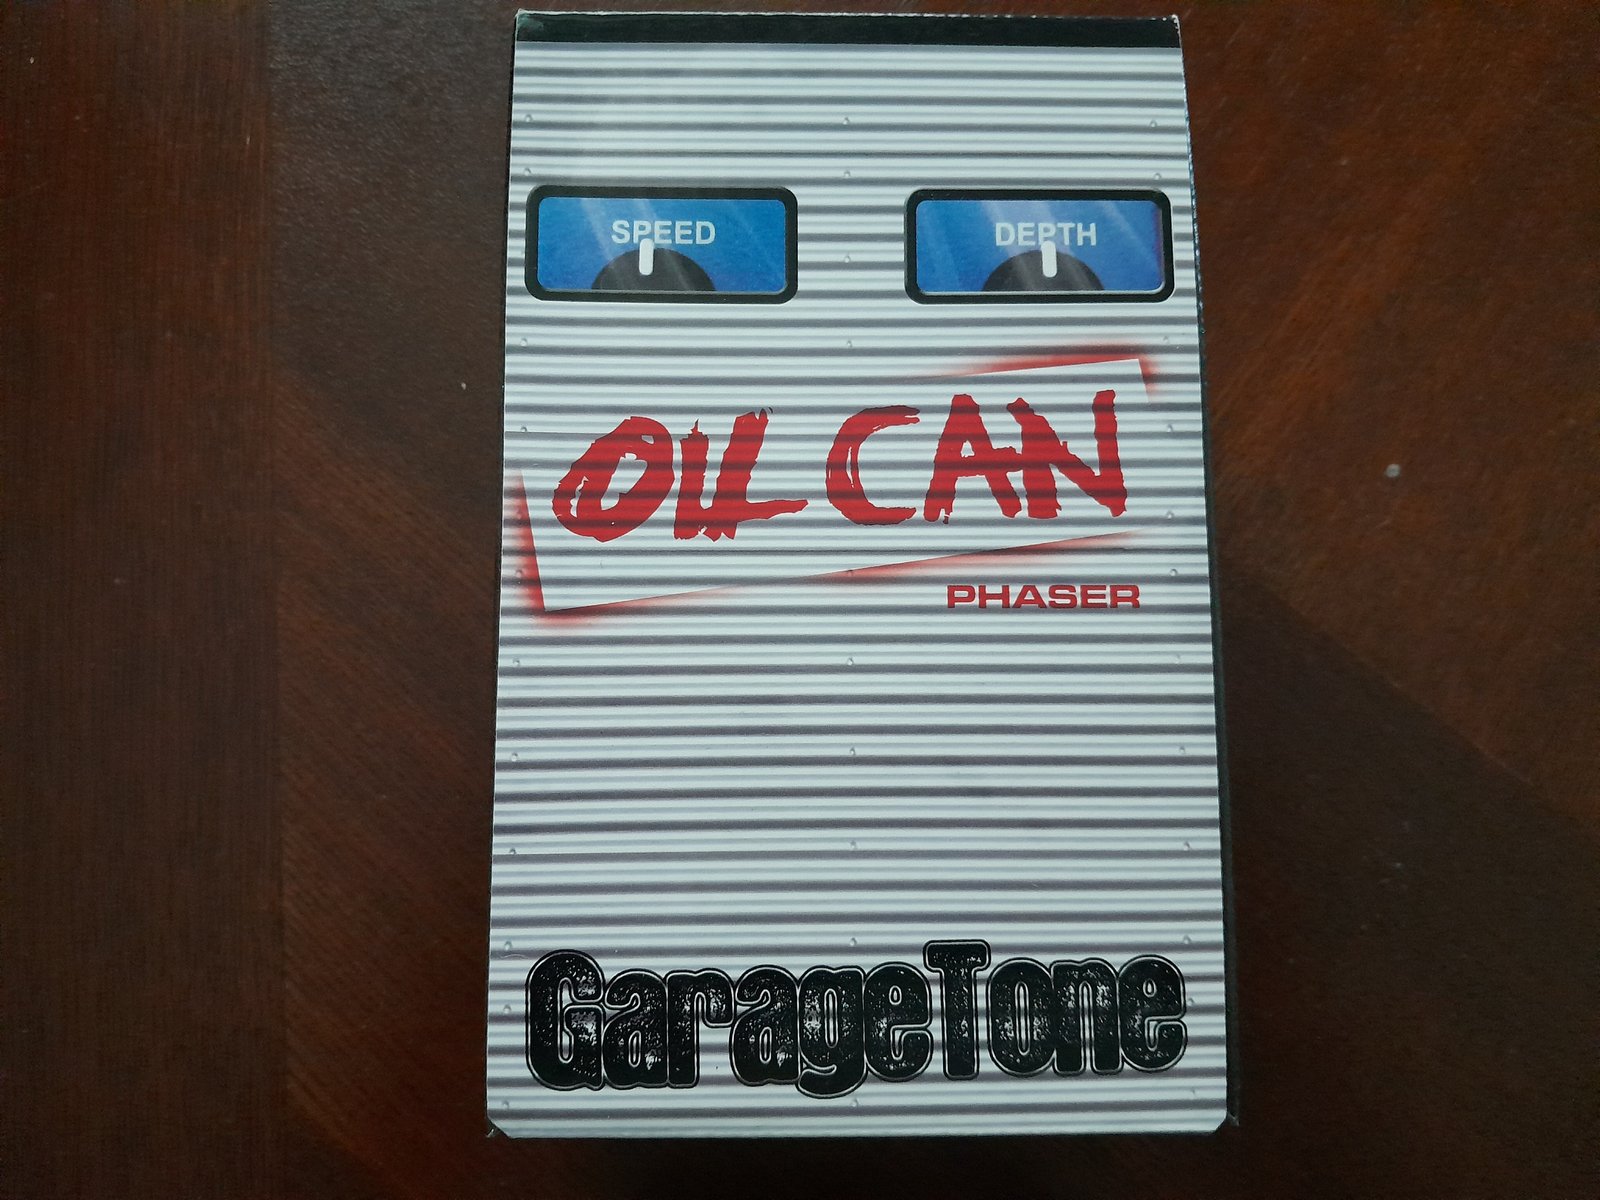 SPEED DEPTH
OIL CAN
PHASER
GarageTone